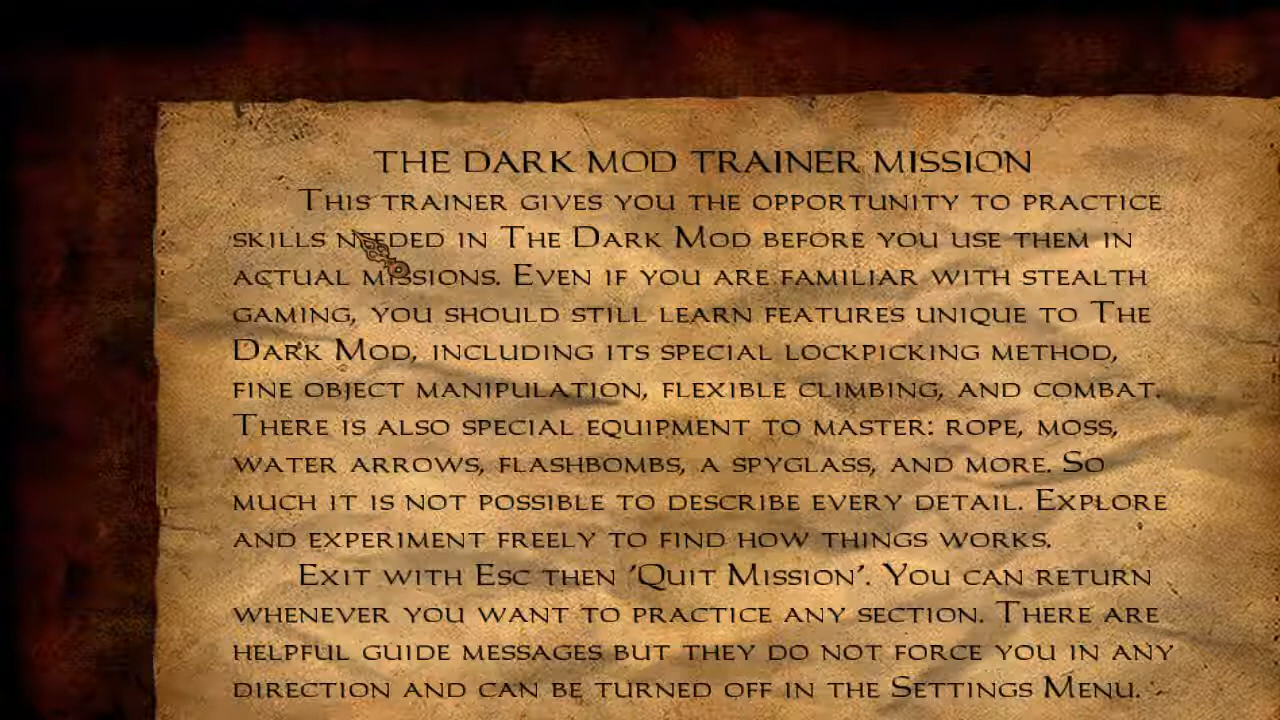 THE DARK MOD TRAINER MISSION
THIS TRAINER GIVES YOU THE OPPORTUNITY TO PRACTICE
SKILLS NEEDED IN THE DARK MOD BEFORE YOU USE THEM IN
ACTUAL MISSIONS. EVEN IF YOU ARE FAMILIAR WITH STEALTH
GAMING, YOU SHOULD STILL LEARN FEATURES UNIQUE TO THE
DARK MOD, INCLUDING ITS SPECIAL LOCKPICKING METHOD,
FINE OBJECT MANIPULATION, FLEXIBLE CLIMBING, AND COMBAT.
THERE IS ALSO SPECIAL EQUIPMENT TO MASTER: ROPE, MOSS,
WATER ARROWS, FLASHBOMBS, A SPYGLASS, AND MORE. SO
MUCH IT IS NOT POSSIBLE TO DESCRIBE EVERY DETAIL. EXPLORE
AND EXPERIMENT FREELY TO FIND HOW THINGS WORKS.
EXIT WITH ESC THEN 'QUIT MISSION'. YOU CAN RETURN
WHENEVER YOU WANT TO PRACTICE ANY SECTION. THERE ARE
HELPFUL GUIDE MESSAGES BUT THEY DO NOT FORCE YOU IN ANY
DIRECTION AND CAN BE TURNED OFF IN THE SETTINGS MENU.